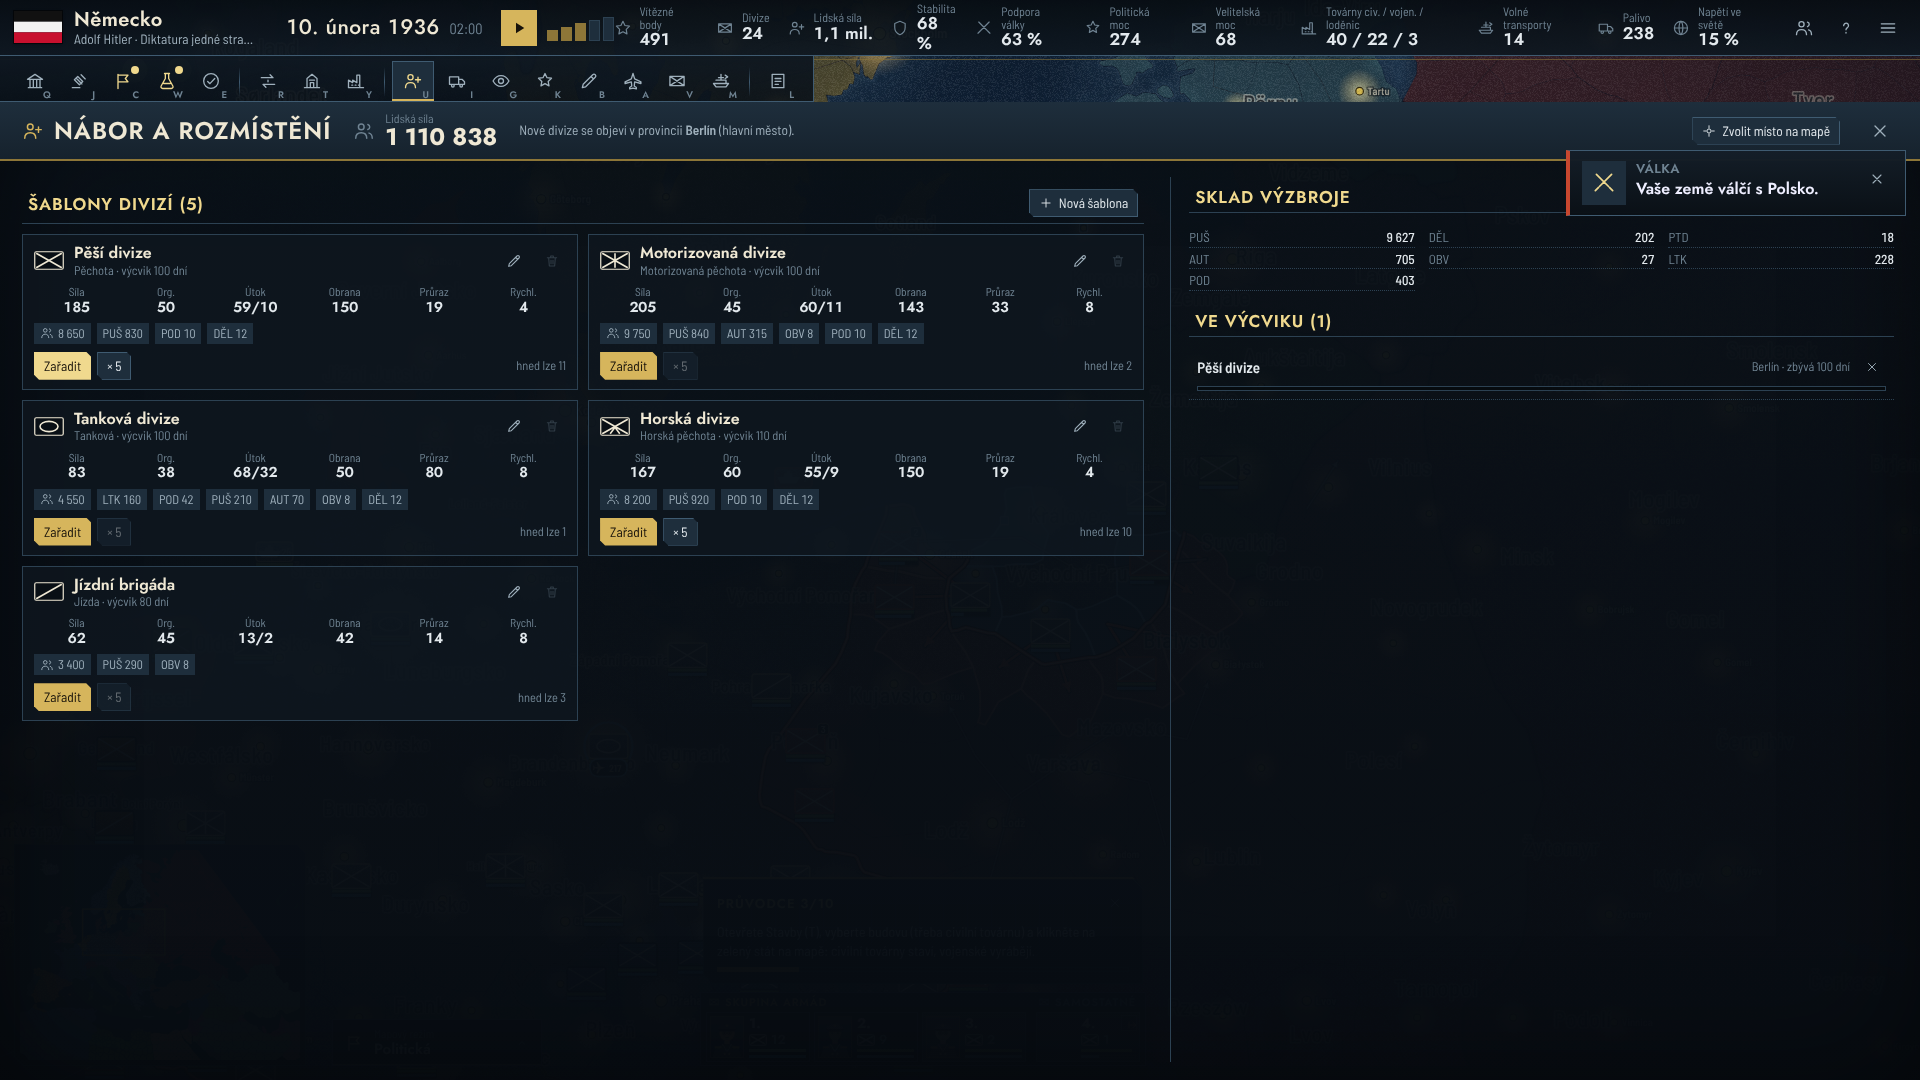 Německo
Adolf Hitler · Diktatura jedné stra...
10. února 1936 02:00
Vítězné body 491
Divize 24
Lidská síla 1,1 mil.
Stabilita 68 %
Podpora války 63 %
Politická moc 274
Velitelská moc 68
Továrny civ. / vojen. / loděnic 40 / 22 / 3
Volné transporty 14
Palivo 238
Napětí ve světě 15 %
?
Q J C W E R T Y U I G K B A V M L
Tartu
NÁBOR A ROZMÍSTĚNÍ
Lidská síla
1 110 838
Nové divize se objeví v provincii Berlín (hlavní město).
Zvolit místo na mapě
VÁLKA
Vaše země válčí s Polsko.
ŠABLONY DIVIZÍ (5)
Nová šablona
Pěší divize
Pěchota · výcvik 100 dní
Síla Org. Útok Obrana Průraz Rychl.
185 50 59/10 150 19 4
8 650 PUŠ 830 POD 10 DĚL 12
Zařadit × 5 hned lze 11
Motorizovaná divize
Motorizovaná pěchota · výcvik 100 dní
Síla Org. Útok Obrana Průraz Rychl.
205 45 60/11 143 33 8
9 750 PUŠ 840 AUT 315 OBV 8 POD 10 DĚL 12
Zařadit × 5 hned lze 2
Tanková divize
Tanková · výcvik 100 dní
Síla Org. Útok Obrana Průraz Rychl.
83 38 68/32 50 80 8
4 550 LTK 160 POD 42 PUŠ 210 AUT 70 OBV 8 DĚL 12
Zařadit × 5 hned lze 1
Horská divize
Horská pěchota · výcvik 110 dní
Síla Org. Útok Obrana Průraz Rychl.
167 60 55/9 150 19 4
8 200 PUŠ 920 POD 10 DĚL 12
Zařadit × 5 hned lze 10
Jízdní brigáda
Jízda · výcvik 80 dní
Síla Org. Útok Obrana Průraz Rychl.
62 45 13/2 42 14 8
3 400 PUŠ 290 OBV 8
Zařadit × 5 hned lze 3
SKLAD VÝZBROJE
PUŠ 9 627 DĚL 202 PTD 18
AUT 705 OBV 27 LTK 228
POD 403
VE VÝCVIKU (1)
Pěší divize Berlín · zbývá 100 dní
PRŮVODCE 3/10